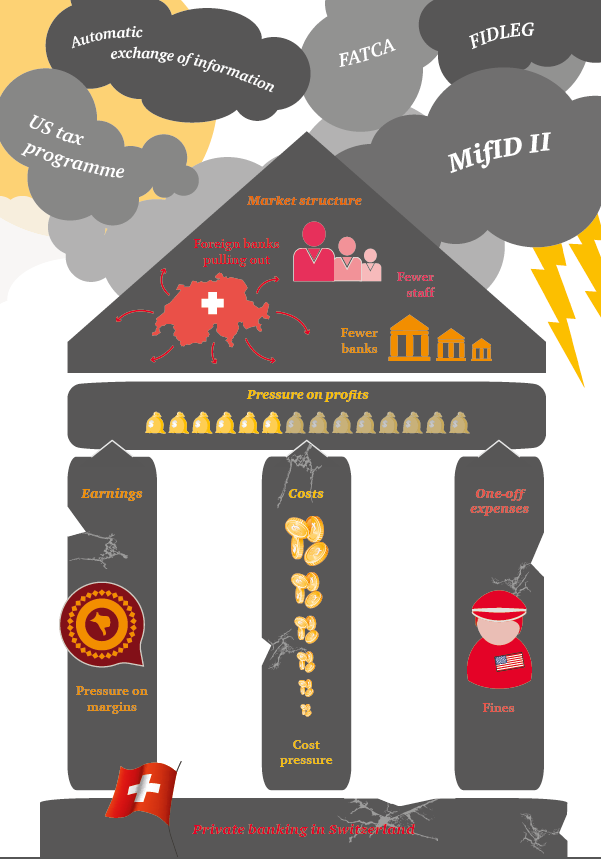 Automatic
exchange of information
FATCA
FIDLEG
US tax
programme
MifID II
Market structure
Foreign banks
pulling out
Fewer
staff
Fewer
banks
Pressure on profits
Earnings
Costs
One-off
expenses
Pressure on
margins
Cost
pressure
Fines
Private banking in Switzerland